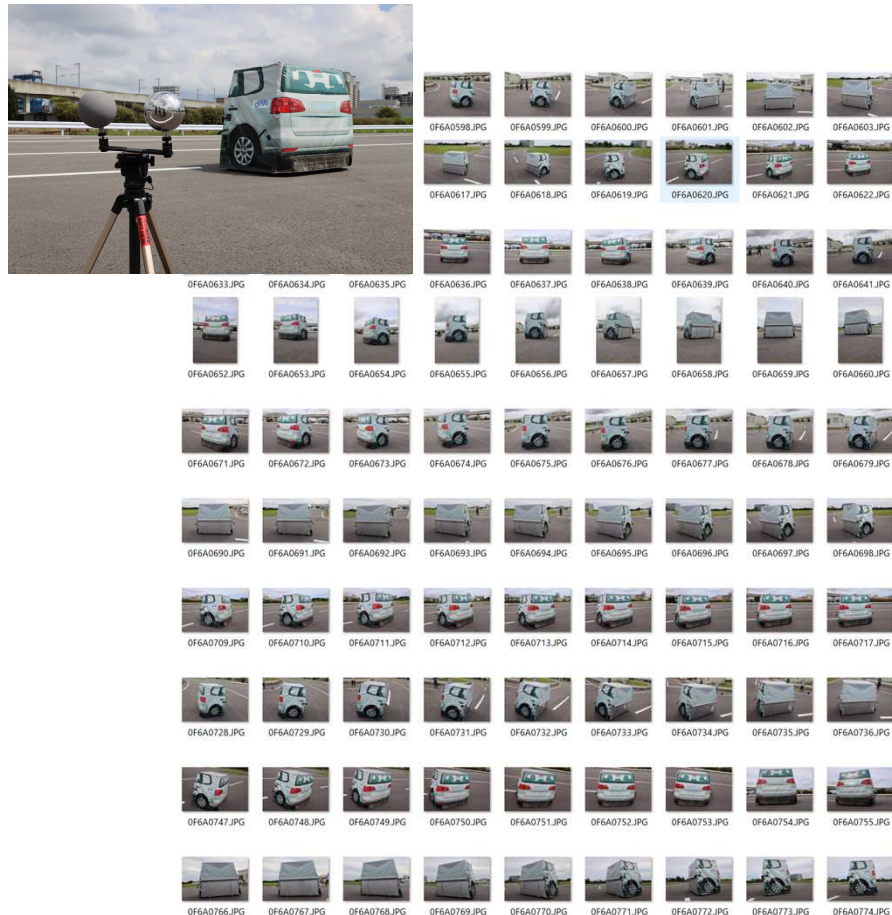 0F6A0598.JPG 0F6A0599.JPG 0F6A0600.JPG 0F6A0601.JPG 0F6A0602.JPG 0F6A0603.JPG
0F6A0617.JPG 0F6A0618.JPG 0F6A0619.JPG 0F6A0620.JPG 0F6A0621.JPG 0F6A0622.JPG
0F6A0633.JPG 0F6A0634.JPG 0F6A0635.JPG 0F6A0636.JPG 0F6A0637.JPG 0F6A0638.JPG 0F6A0639.JPG 0F6A0640.JPG 0F6A0641.JPG
0F6A0652.JPG 0F6A0653.JPG 0F6A0654.JPG 0F6A0655.JPG 0F6A0656.JPG 0F6A0657.JPG 0F6A0658.JPG 0F6A0659.JPG 0F6A0660.JPG
0F6A0671.JPG 0F6A0672.JPG 0F6A0673.JPG 0F6A0674.JPG 0F6A0675.JPG 0F6A0676.JPG 0F6A0677.JPG 0F6A0678.JPG 0F6A0679.JPG
0F6A0690.JPG 0F6A0691.JPG 0F6A0692.JPG 0F6A0693.JPG 0F6A0694.JPG 0F6A0695.JPG 0F6A0696.JPG 0F6A0697.JPG 0F6A0698.JPG
0F6A0709.JPG 0F6A0710.JPG 0F6A0711.JPG 0F6A0712.JPG 0F6A0713.JPG 0F6A0714.JPG 0F6A0715.JPG 0F6A0716.JPG 0F6A0717.JPG
0F6A0728.JPG 0F6A0729.JPG 0F6A0730.JPG 0F6A0731.JPG 0F6A0732.JPG 0F6A0733.JPG 0F6A0734.JPG 0F6A0735.JPG 0F6A0736.JPG
0F6A0747.JPG 0F6A0748.JPG 0F6A0749.JPG 0F6A0750.JPG 0F6A0751.JPG 0F6A0752.JPG 0F6A0753.JPG 0F6A0754.JPG 0F6A0755.JPG
0F6A0766.JPG 0F6A0767.JPG 0F6A0768.JPG 0F6A0769.JPG 0F6A0770.JPG 0F6A0771.JPG 0F6A0772.JPG 0F6A0773.JPG 0F6A0774.JPG